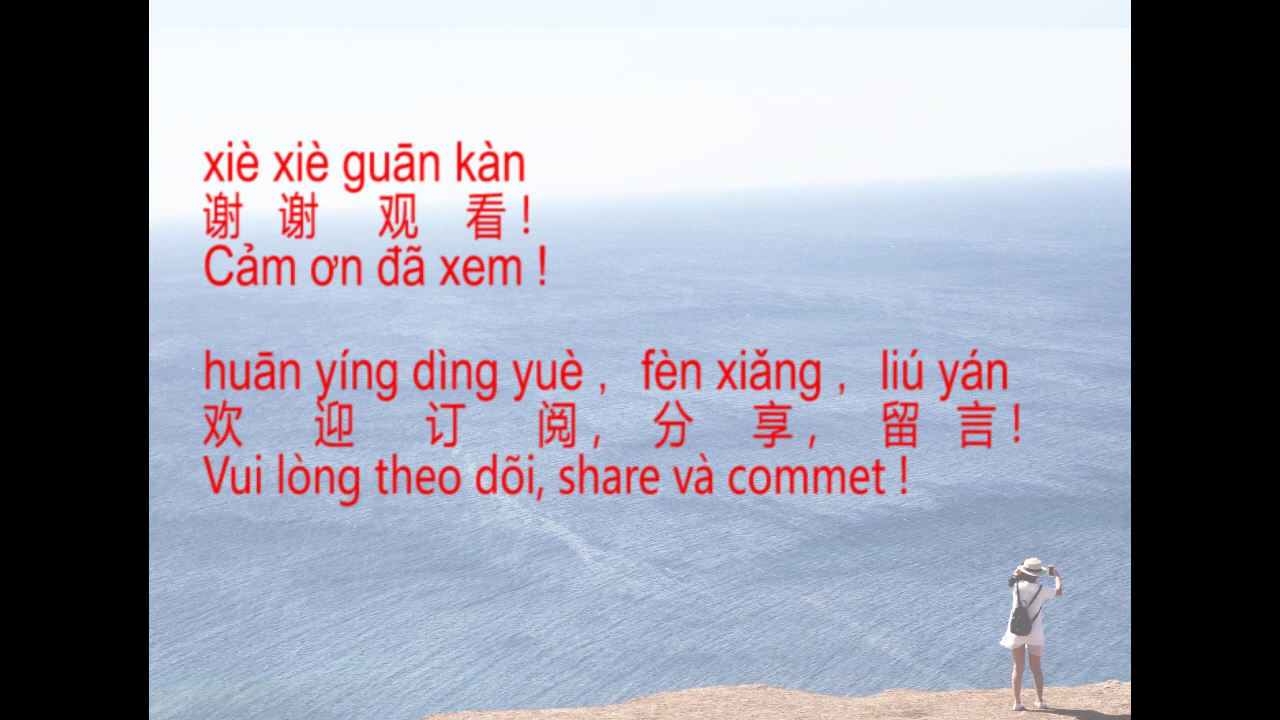 xiè xiè guān kàn
谢 谢 观 看 !
Cảm ơn đã xem !
huān yíng dìng yuè , fèn xiǎng , liú yán
欢 迎 订 阅 , 分 享 , 留 言 !
Vui lòng theo dõi, share và commet !